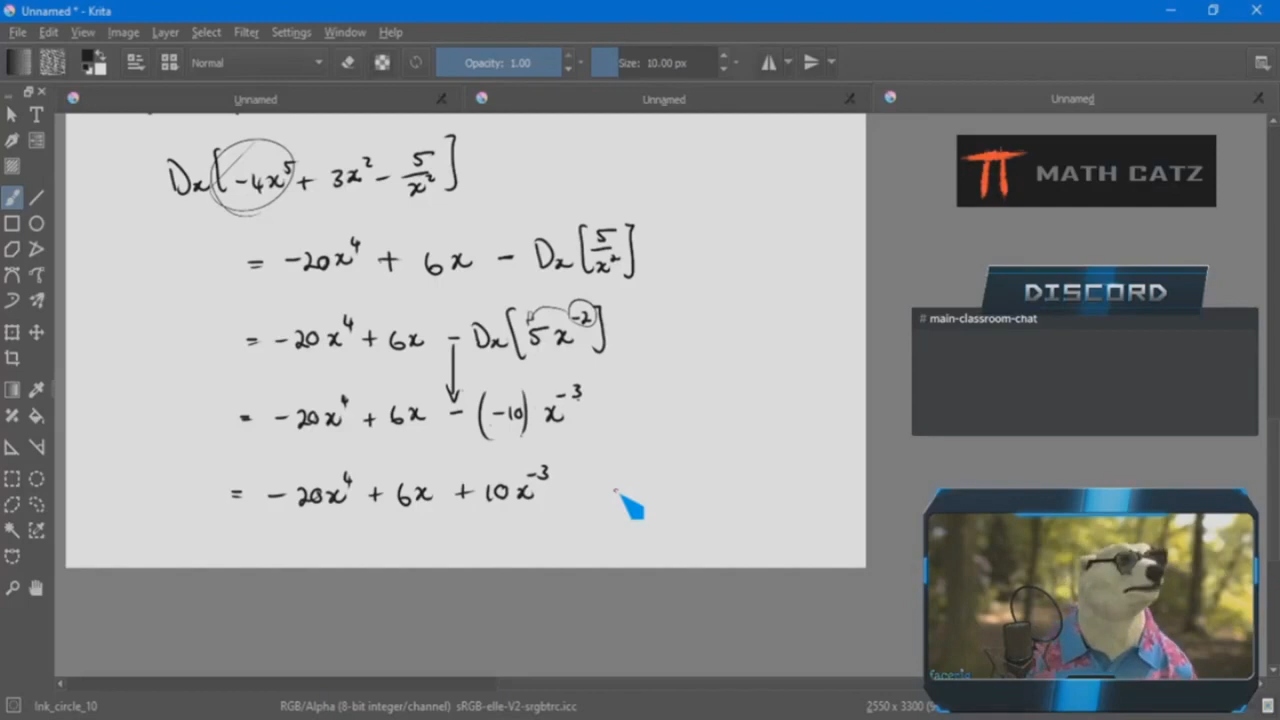 Unnamed * - Krita
File Edit View Image Layer Select Filter Settings Window Help
Normal Opacity: 1.00 Size: 10.00 px
Unnamed Unnamed Unnamed
Dx[-4x⁵ + 3x² - 5/x²]
= -20x⁴ + 6x - Dx[5/x²]
= -20x⁴ + 6x - Dx[5x⁻²]
= -20x⁴ + 6x - (-10) x⁻³
= -20x⁴ + 6x + 10x⁻³
MATH CATZ
DISCORD
# main-classroom-chat
facerig
Ink_circle_10 RGB/Alpha (8-bit integer/channel) sRGB-elle-V2-srgbtrc.icc 2550 x 3300